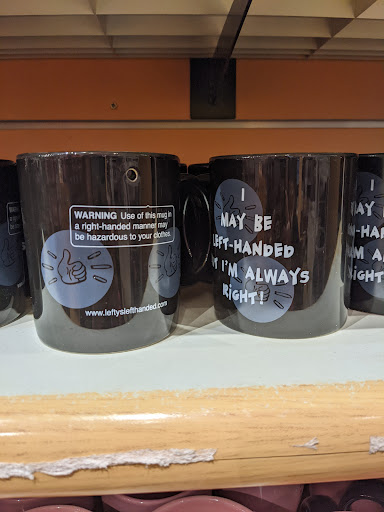 WARNING Use of this mug in
a right-handed manner may
be hazardous to your clothes.
www.leftyslefthanded.com
I
MAY BE
LEFT-HANDED
I'M ALWAYS
RiGHT!